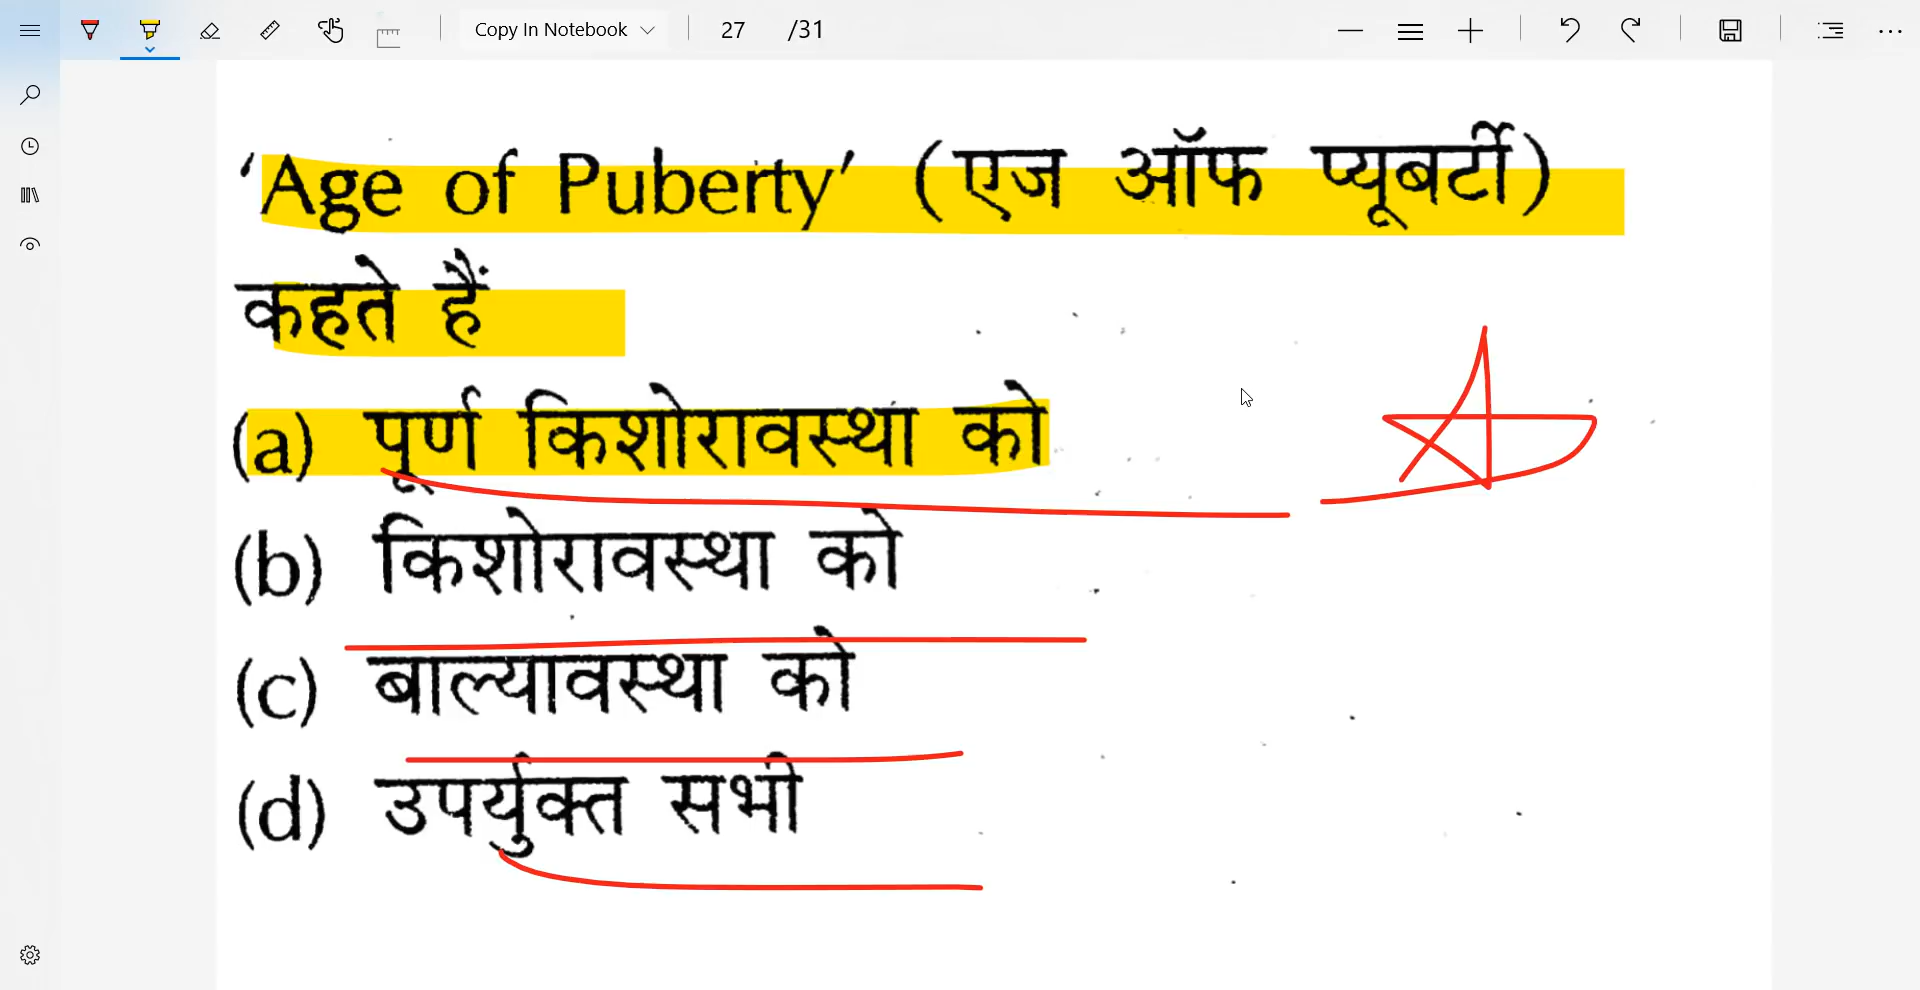 Copy In Notebook 27 /31
‘Age of Puberty’ (एज ऑफ प्यूबर्टी)
कहते हैं
(a) पूर्ण किशोरावस्था को
(b) किशोरावस्था को
(c) बाल्यावस्था को
(d) उपर्युक्त सभी